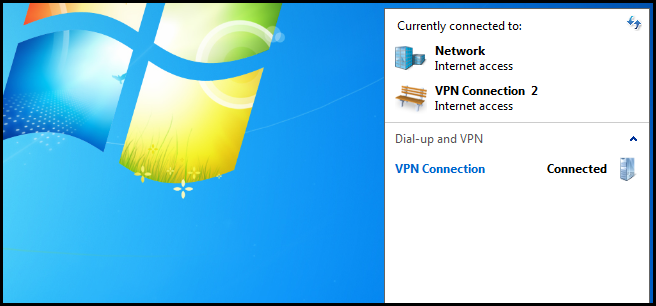 Currently connected to:
Network
Internet access
VPN Connection  2
Internet access
Dial-up and VPN
VPN Connection Connected